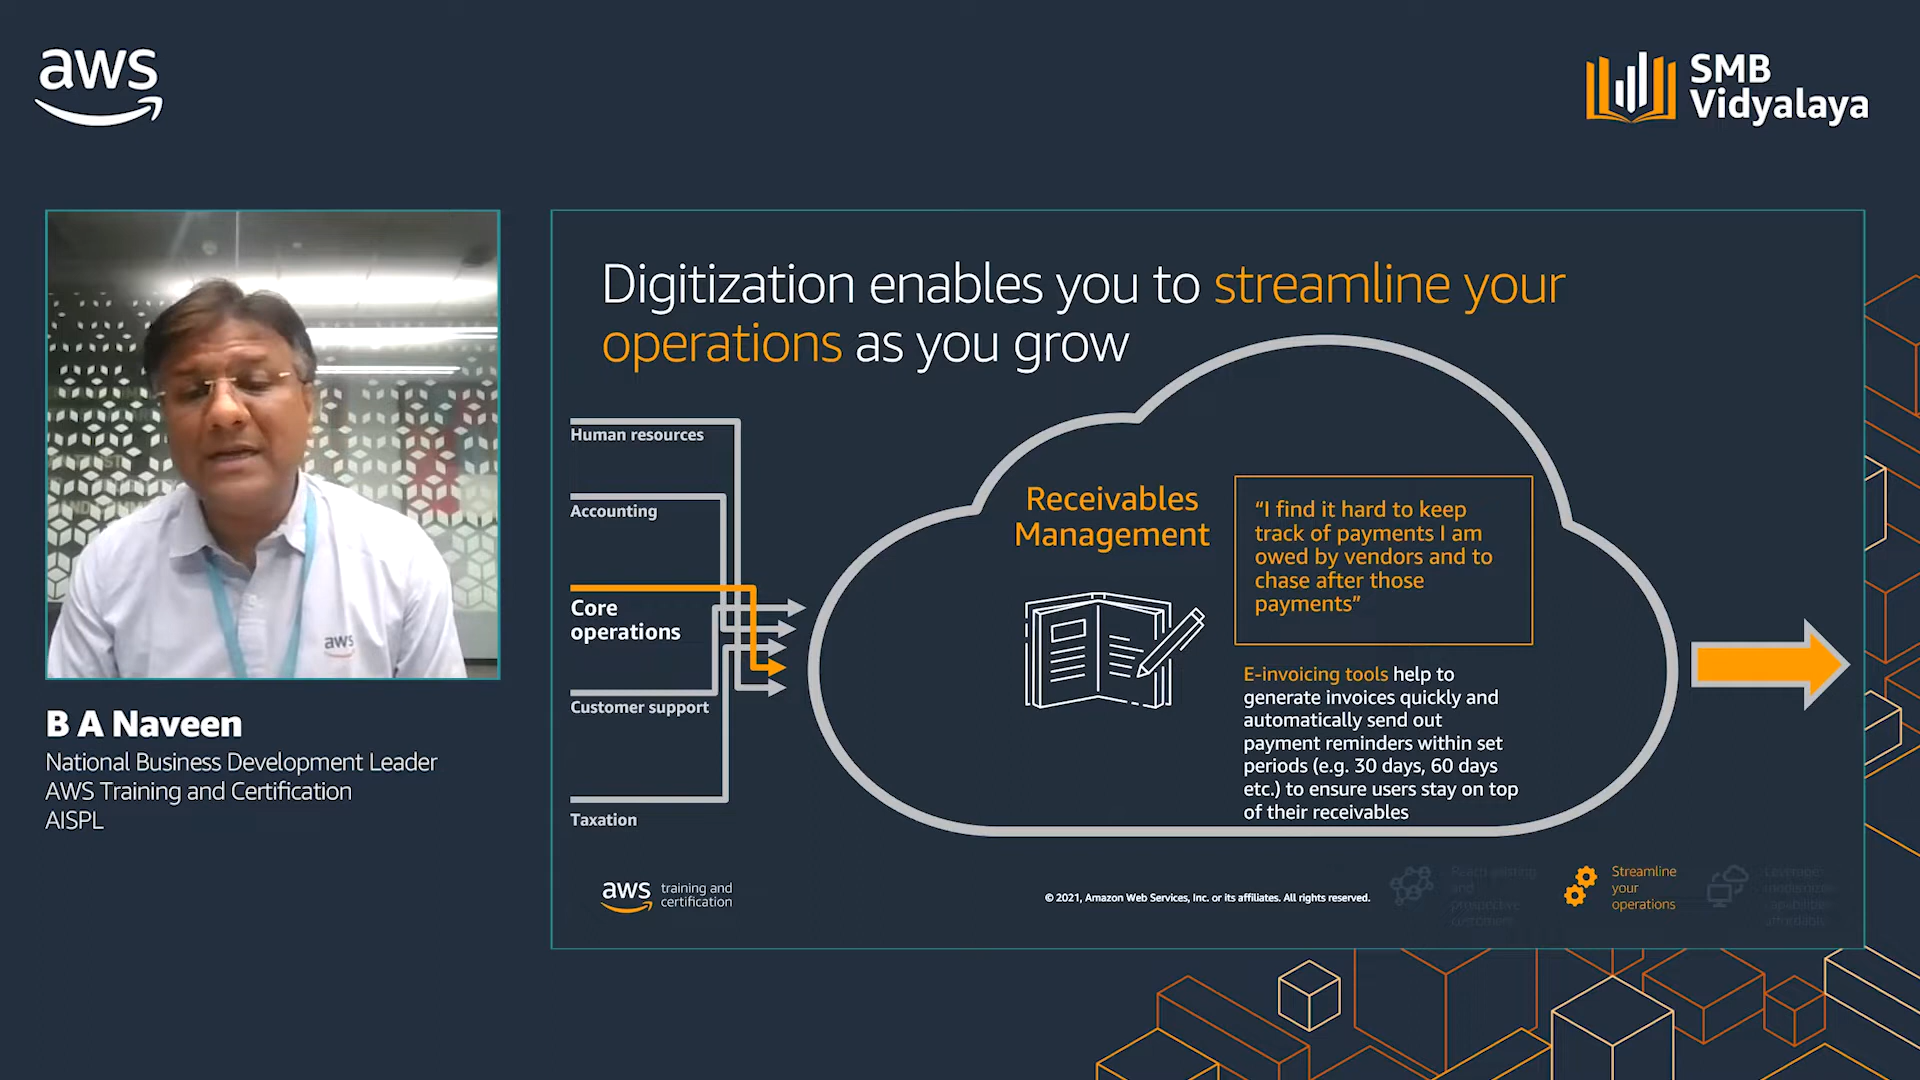 aws
SMB
Vidyalaya
aws
B A Naveen
National Business Development Leader
AWS Training and Certification
AISPL
Digitization enables you to streamline your
operations as you grow
Human resources
Accounting
Core
operations
Customer support
Taxation
Receivables
Management
“I find it hard to keep
track of payments I am
owed by vendors and to
chase after those
payments”
E-invoicing tools help to
generate invoices quickly and
automatically send out
payment reminders within set
periods (e.g. 30 days, 60 days
etc.) to ensure users stay on top
of their receivables
aws training and
certification
© 2021, Amazon Web Services, Inc. or its affiliates. All rights reserved.
Streamline
your
operations